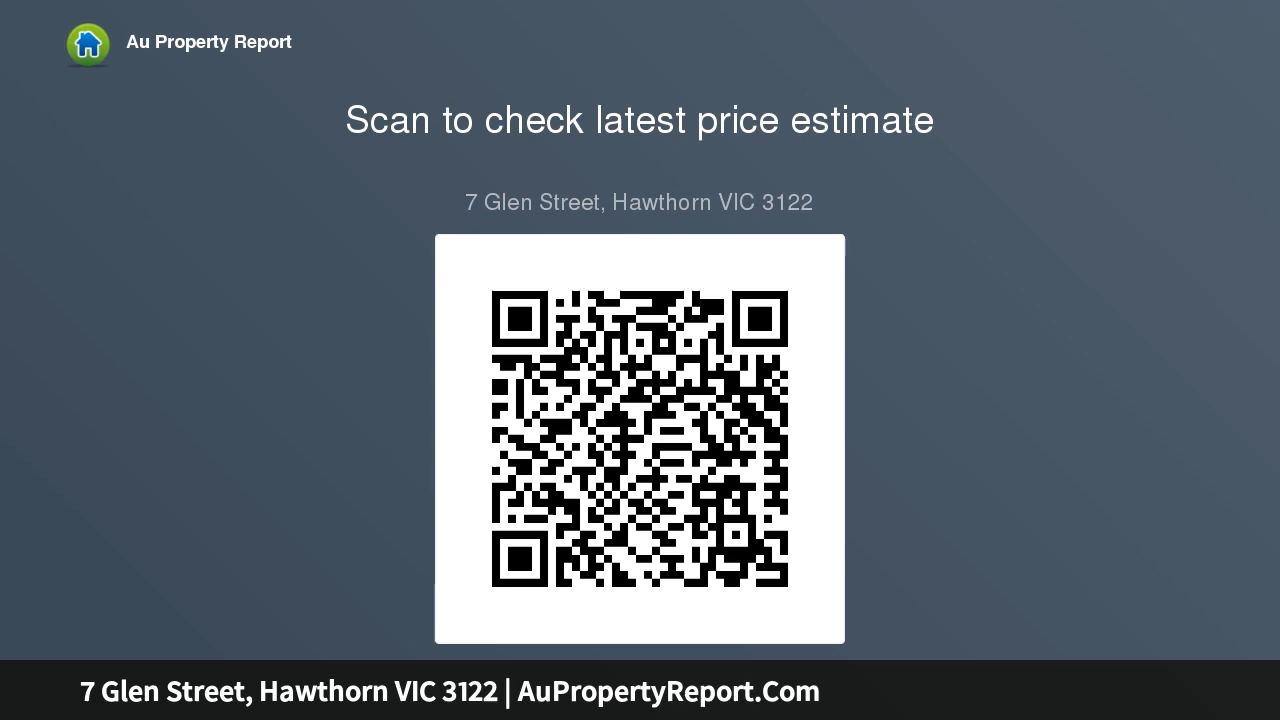 Au Property Report
Scan to check latest price estimate
7 Glen Street, Hawthorn VIC 3122
7 Glen Street, Hawthorn VIC 3122 | AuPropertyReport.Com